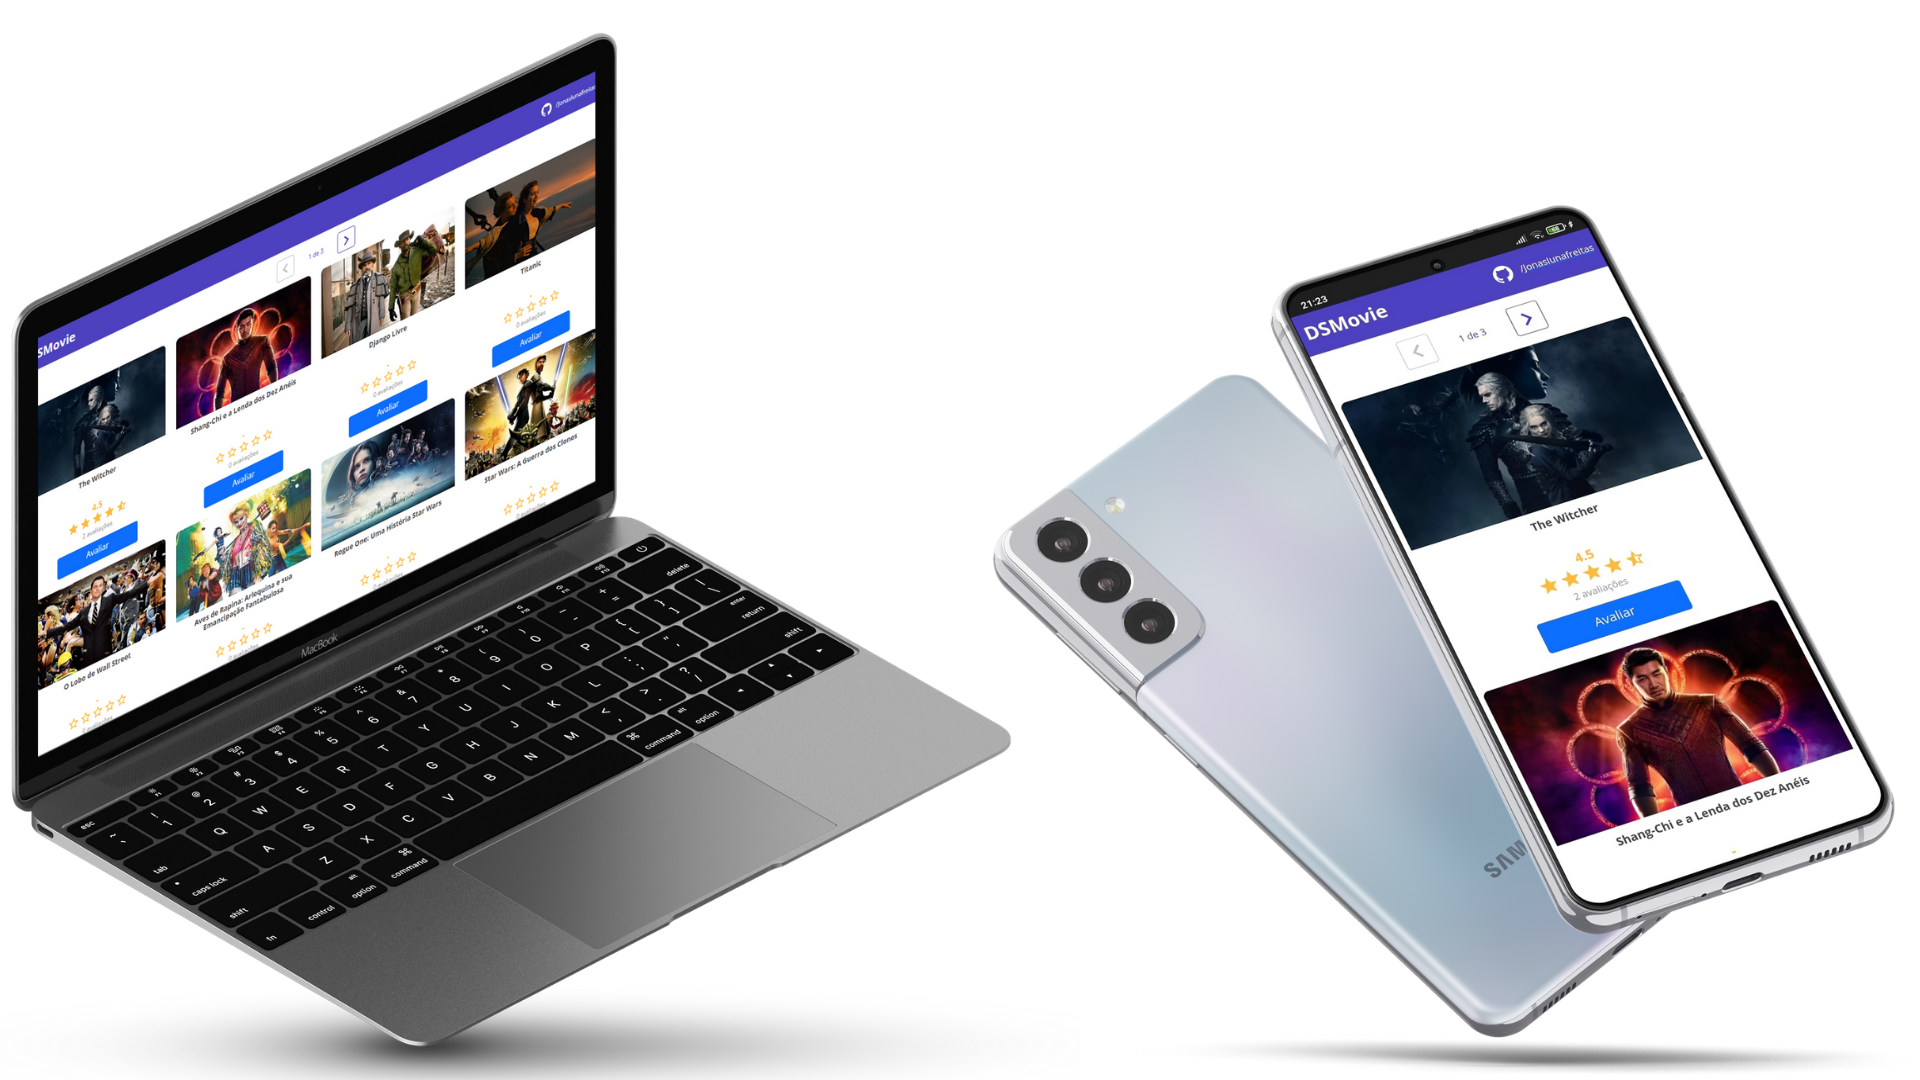 /jonaslunafreitas
SMovie
1 de 3
The Witcher
4.5
2 avaliações
Avaliar
Shang-Chi e a Lenda dos Dez Anéis
0 avaliações
Avaliar
Django Livre
0 avaliações
Avaliar
Titanic
0 avaliações
Avaliar
O Lobo de Wall Street
Aves de Rapina: Arlequina e sua
Emancipação Fantabulosa
Rogue One: Uma História Star Wars
Star Wars: A Guerra dos Clones
MacBook
esc
delete
tab
Q W E R T Y U I O P
enter
return
caps lock
A S D F G H J K L
shift
Z X C V B N M
shift
fn
control
alt
option
⌘
command
⌘
command
alt
option
21:23
DSMovie
/jonaslunafreitas
1 de 3
The Witcher
4.5
2 avaliações
Avaliar
Shang-Chi e a Lenda dos Dez Anéis
SAM